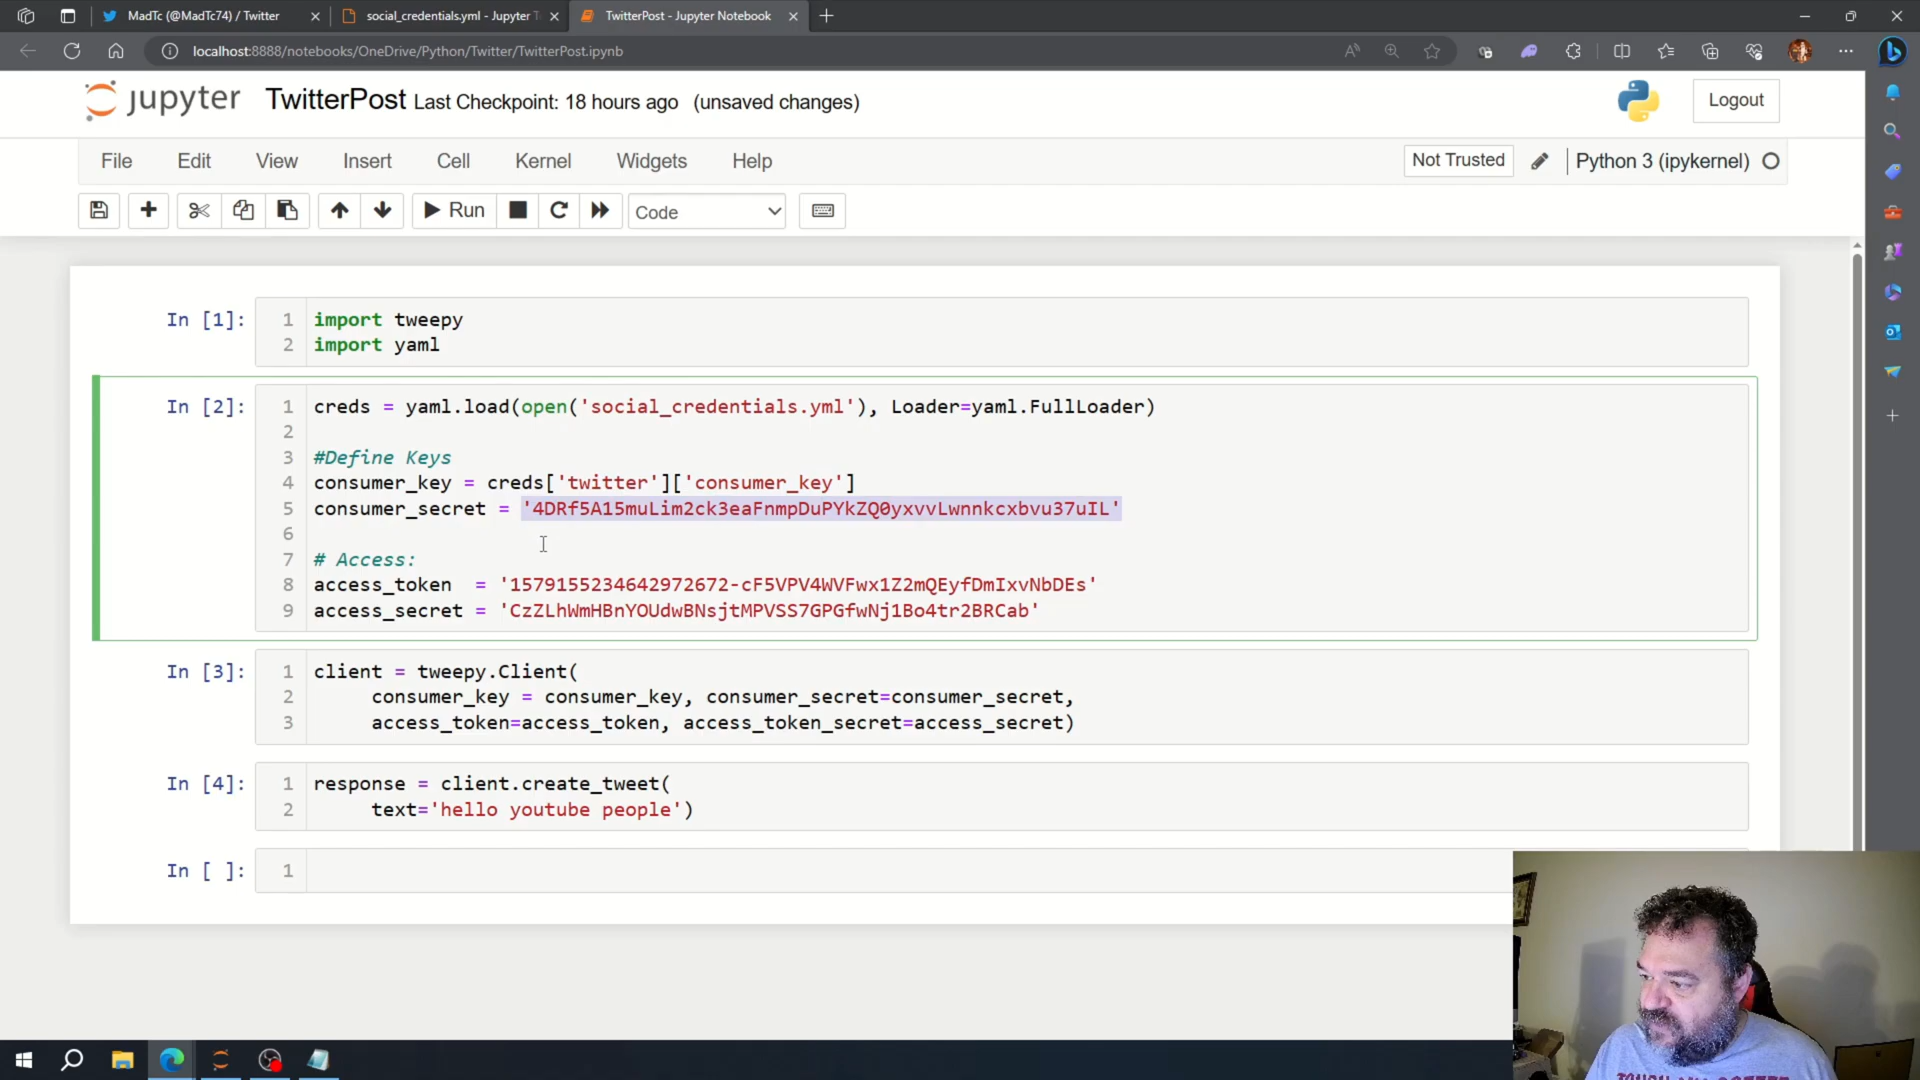 MadTc (@MadTc74) / Twitter
social_credentials.yml - Jupyter T
TwitterPost - Jupyter Notebook
localhost:8888/notebooks/OneDrive/Python/Twitter/TwitterPost.ipynb
jupyter TwitterPost Last Checkpoint: 18 hours ago (unsaved changes)
Logout
File Edit View Insert Cell Kernel Widgets Help
Not Trusted Python 3 (ipykernel)
Run Code
In [1]:
1 import tweepy
2 import yaml
In [2]:
1 creds = yaml.load(open('social_credentials.yml'), Loader=yaml.FullLoader)
2
3 #Define Keys
4 consumer_key = creds['twitter']['consumer_key']
5 consumer_secret = '4DRf5A15muLim2ck3eaFnmpDuPYkZQ0yxvvLwnnkcxbvu37uIL'
6
7 # Access:
8 access_token = '1579155234642972672-cF5VPV4WVFwx1Z2mQEyfDmIxvNbDEs'
9 access_secret = 'CzZLhWmHBnYOUdwBNsjtMPVSS7GPGfwNj1Bo4tr2BRCab'
In [3]:
1 client = tweepy.Client(
2 consumer_key = consumer_key, consumer_secret=consumer_secret,
3 access_token=access_token, access_token_secret=access_secret)
In [4]:
1 response = client.create_tweet(
2 text='hello youtube people')
In [ ]:
1